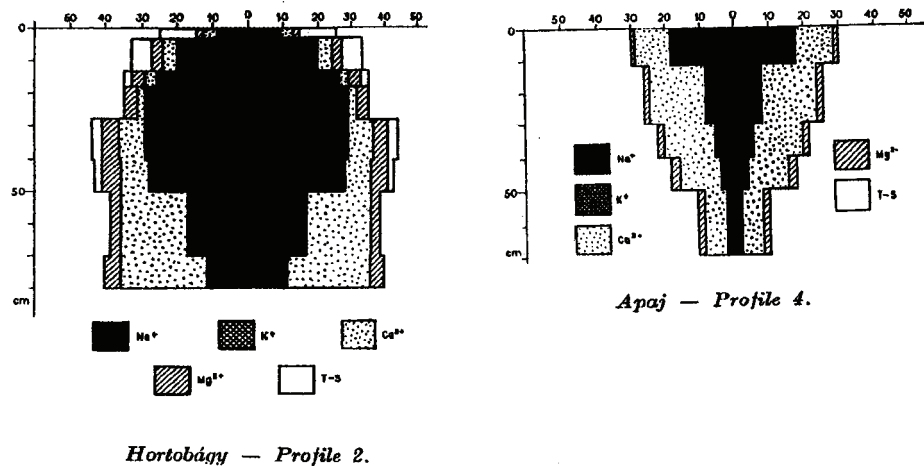 50 40 30 20 10 0 10 20 30 40 50
0
50
cm
Na+ K+ Ca2+
Mg2+ T-S
Hortobágy — Profile 2.
50 40 30 20 10 0 10 20 30 40 50
0
50
cm
Na+
K+
Ca2+
Mg2+
T-S
Apaj — Profile 4.